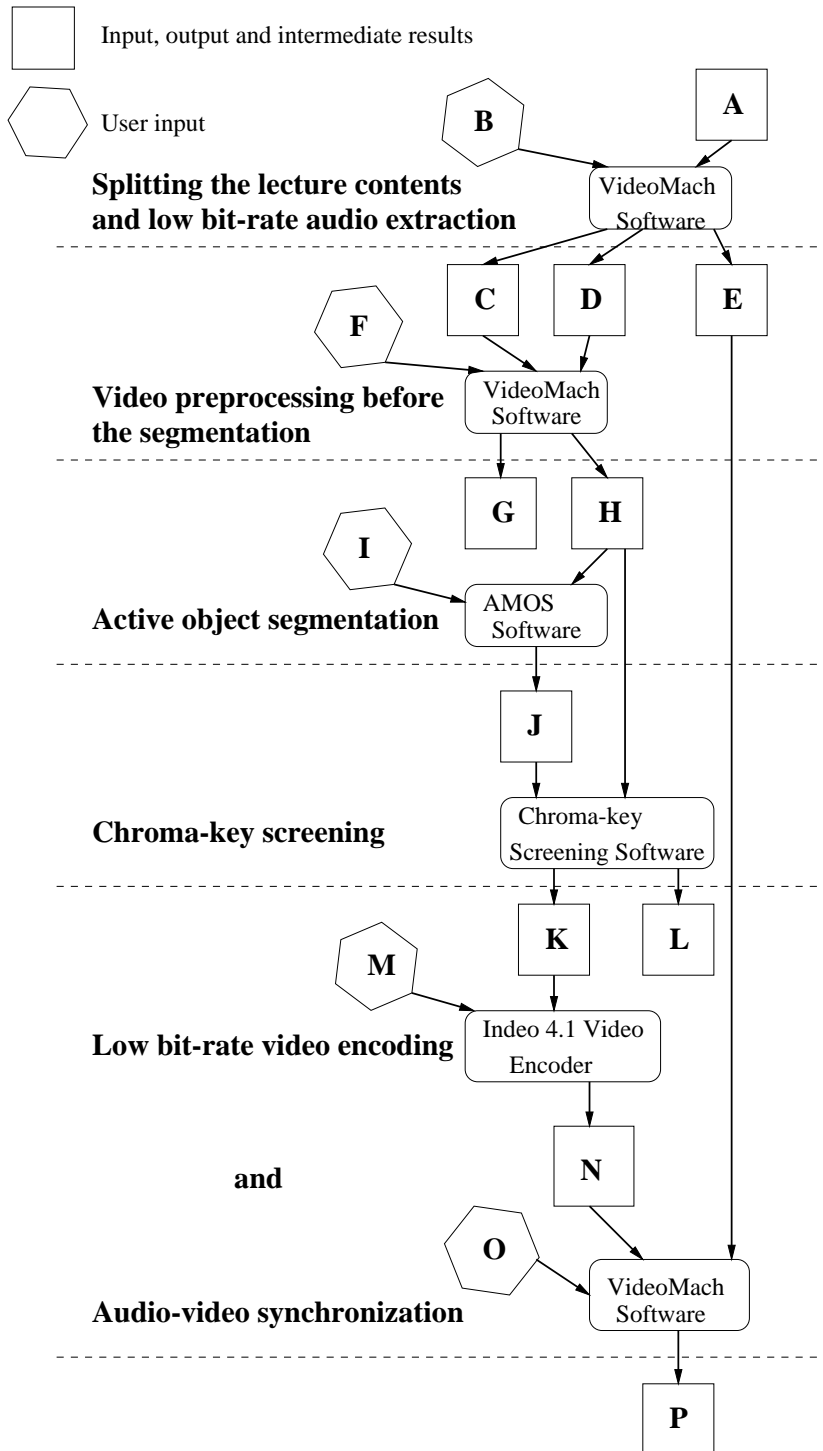 Input, output and intermediate results
User input
B
A
Splitting the lecture contents
and low bit-rate audio extraction
VideoMach
Software
C
D
E
F
Video preprocessing before
the segmentation
VideoMach
Software
G
H
I
Active object segmentation
AMOS
Software
J
Chroma-key screening
Chroma-key
Screening Software
K
L
M
Low bit-rate video encoding
Indeo 4.1 Video
Encoder
and
N
O
Audio-video synchronization
VideoMach
Software
P